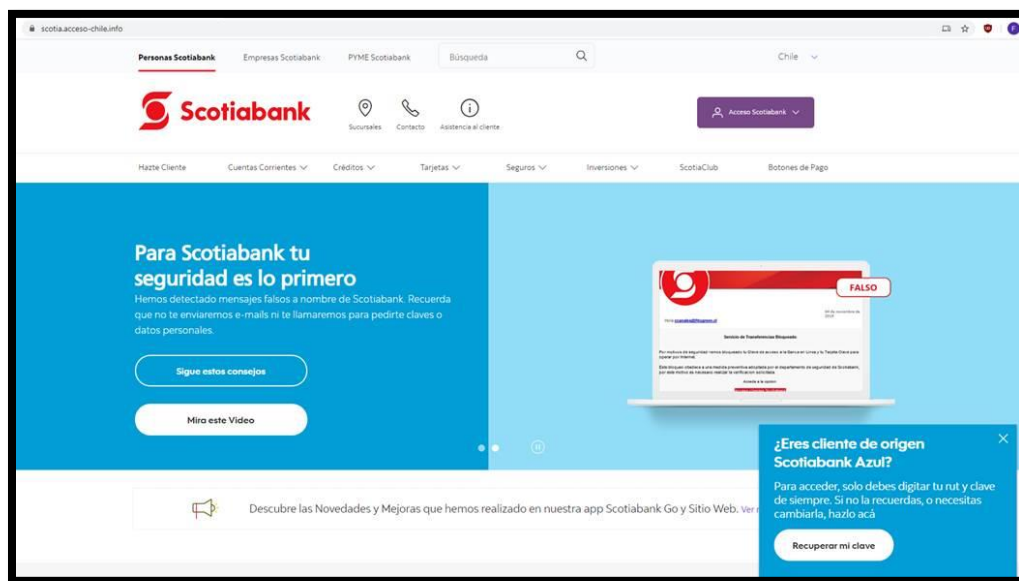 scotia.acceso-chile.info
Personas Scotiabank
Empresas Scotiabank
PYME Scotiabank
Búsqueda
Chile
Scotiabank
Sucursales
Contacto
Asistencia al cliente
Acceso Scotiabank
Hazte Cliente
Cuentas Corrientes
Créditos
Tarjetas
Seguros
Inversiones
ScotiaClub
Botones de Pago
Para Scotiabank tu
seguridad es lo primero
Hemos detectado mensajes falsos a nombre de Scotiabank. Recuerda
que no te enviaremos e-mails ni te llamaremos para pedirte claves o
datos personales.
Sigue estos consejos
Mira este Video
FALSO
Servicio de Transferencias Bloqueado
¿Eres cliente de origen
Scotiabank Azul?
Para acceder, solo debes digitar tu rut y clave
de siempre. Si no la recuerdas, o necesitas
cambiarla, hazlo acá
Recuperar mi clave
Descubre las Novedades y Mejoras que hemos realizado en nuestra app Scotiabank Go y Sitio Web. Ver